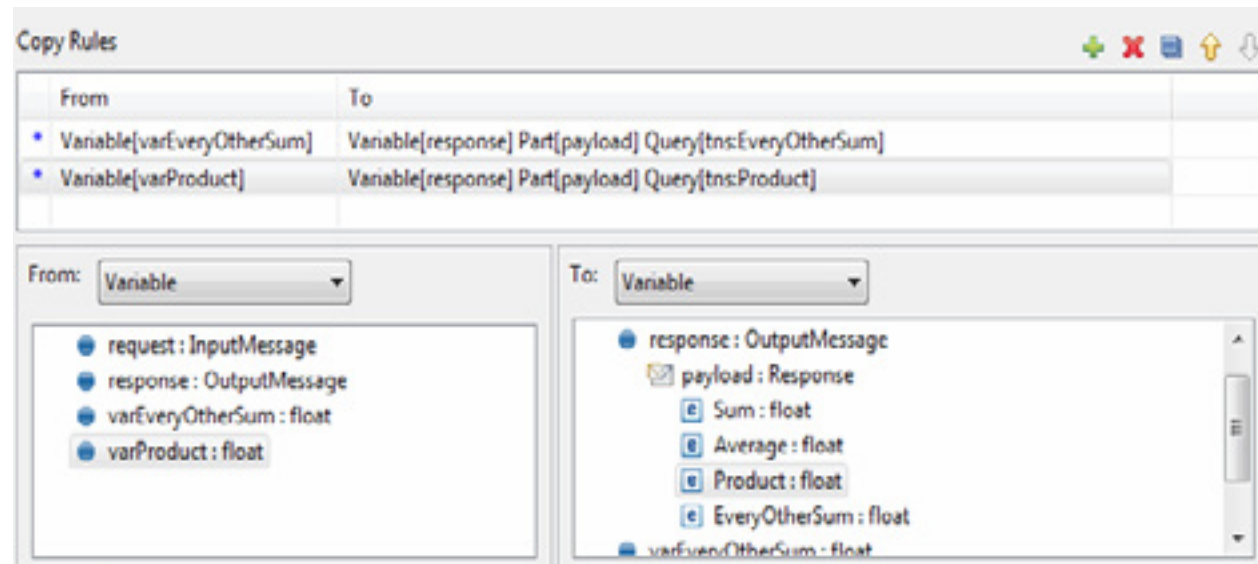 Copy Rules
From To
Variable[varEveryOtherSum] Variable[response] Part[payload] Query[tns:EveryOtherSum]
Variable[varProduct] Variable[response] Part[payload] Query[tns:Product]
From: Variable
To: Variable
request : InputMessage
response : OutputMessage
varEveryOtherSum : float
varProduct : float
response : OutputMessage
payload : Response
e Sum : float
e Average : float
e Product : float
e EveryOtherSum : float
varEveryOtherSum : float